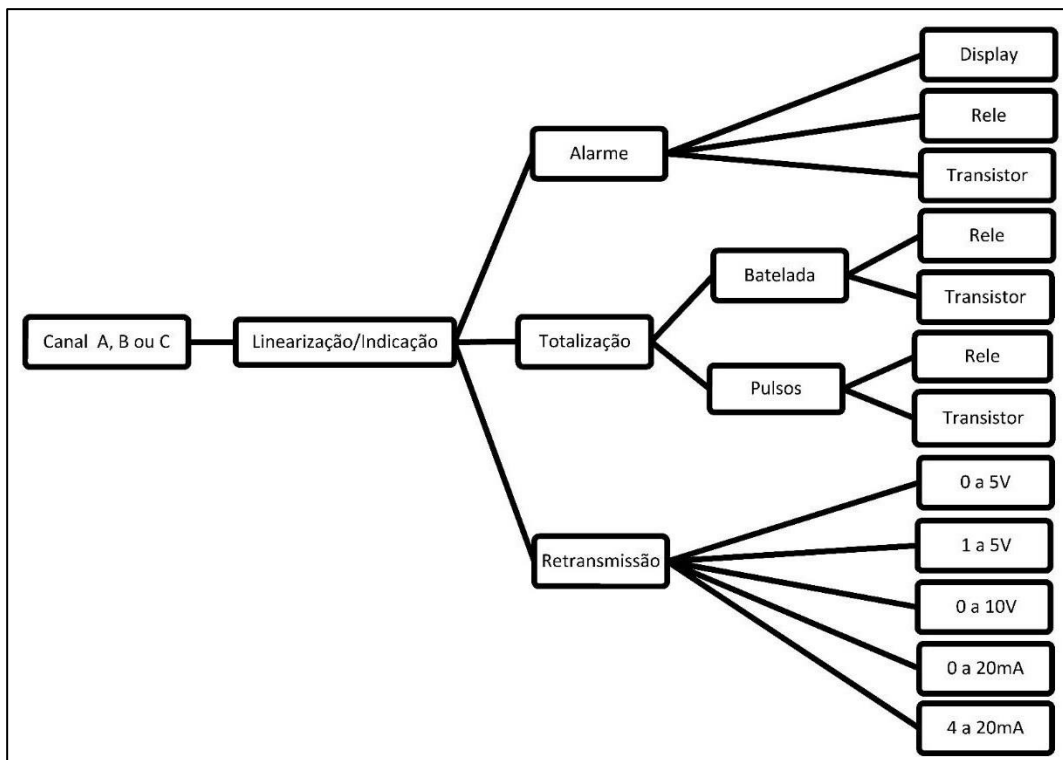 Canal A, B ou C
Linearização/Indicação
Alarme
Display
Rele
Transistor
Totalização
Batelada
Rele
Transistor
Pulsos
Rele
Transistor
Retransmissão
0 a 5V
1 a 5V
0 a 10V
0 a 20mA
4 a 20mA